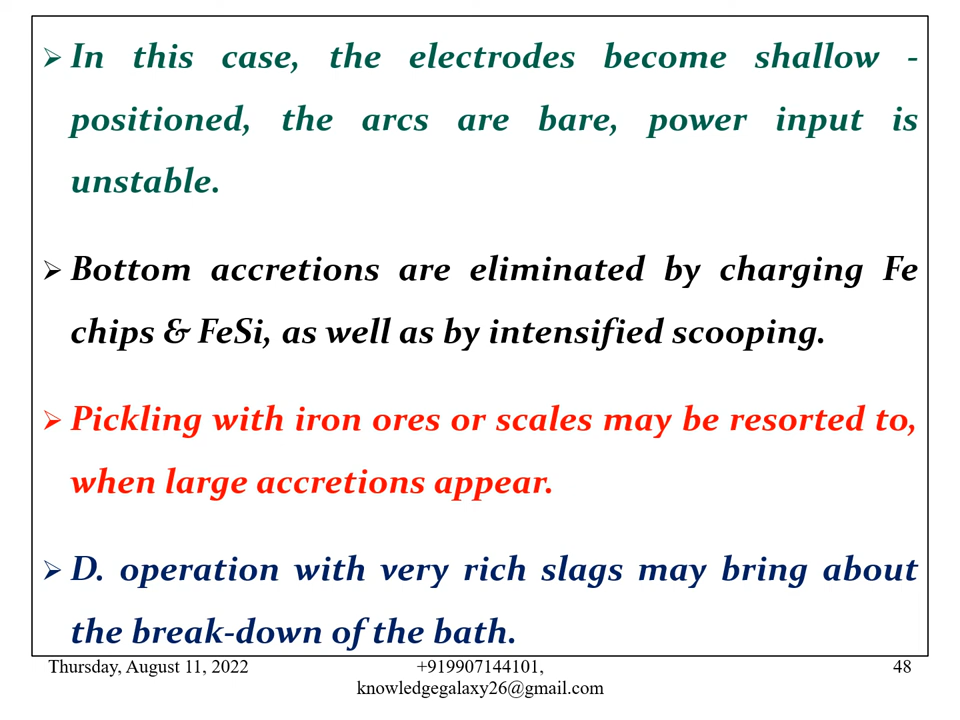 ➢ In this case, the electrodes become shallow -
positioned, the arcs are bare, power input is
unstable.
➢ Bottom accretions are eliminated by charging Fe
chips & FeSi, as well as by intensified scooping.
➢ Pickling with iron ores or scales may be resorted to,
when large accretions appear.
➢ D. operation with very rich slags may bring about
the break-down of the bath.
Thursday, August 11, 2022
+919907144101,
knowledgegalaxy26@gmail.com
48